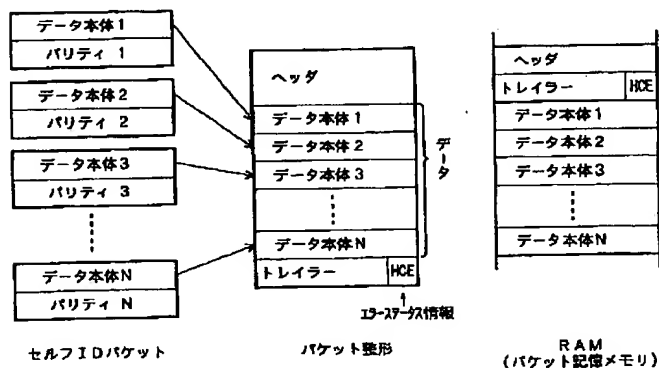 データ本体1
パリティ 1
データ本体2
パリティ 2
データ本体3
パリティ 3
データ本体N
パリティ N
セルフIDパケット
ヘッダ
データ本体1
データ本体2
データ本体3
データ本体N
トレイラー
HCE
データ
エラーステータス情報
パケット整形
ヘッダ
トレイラー
HCE
データ本体1
データ本体2
データ本体3
データ本体N
RAM
(パケット記憶メモリ)